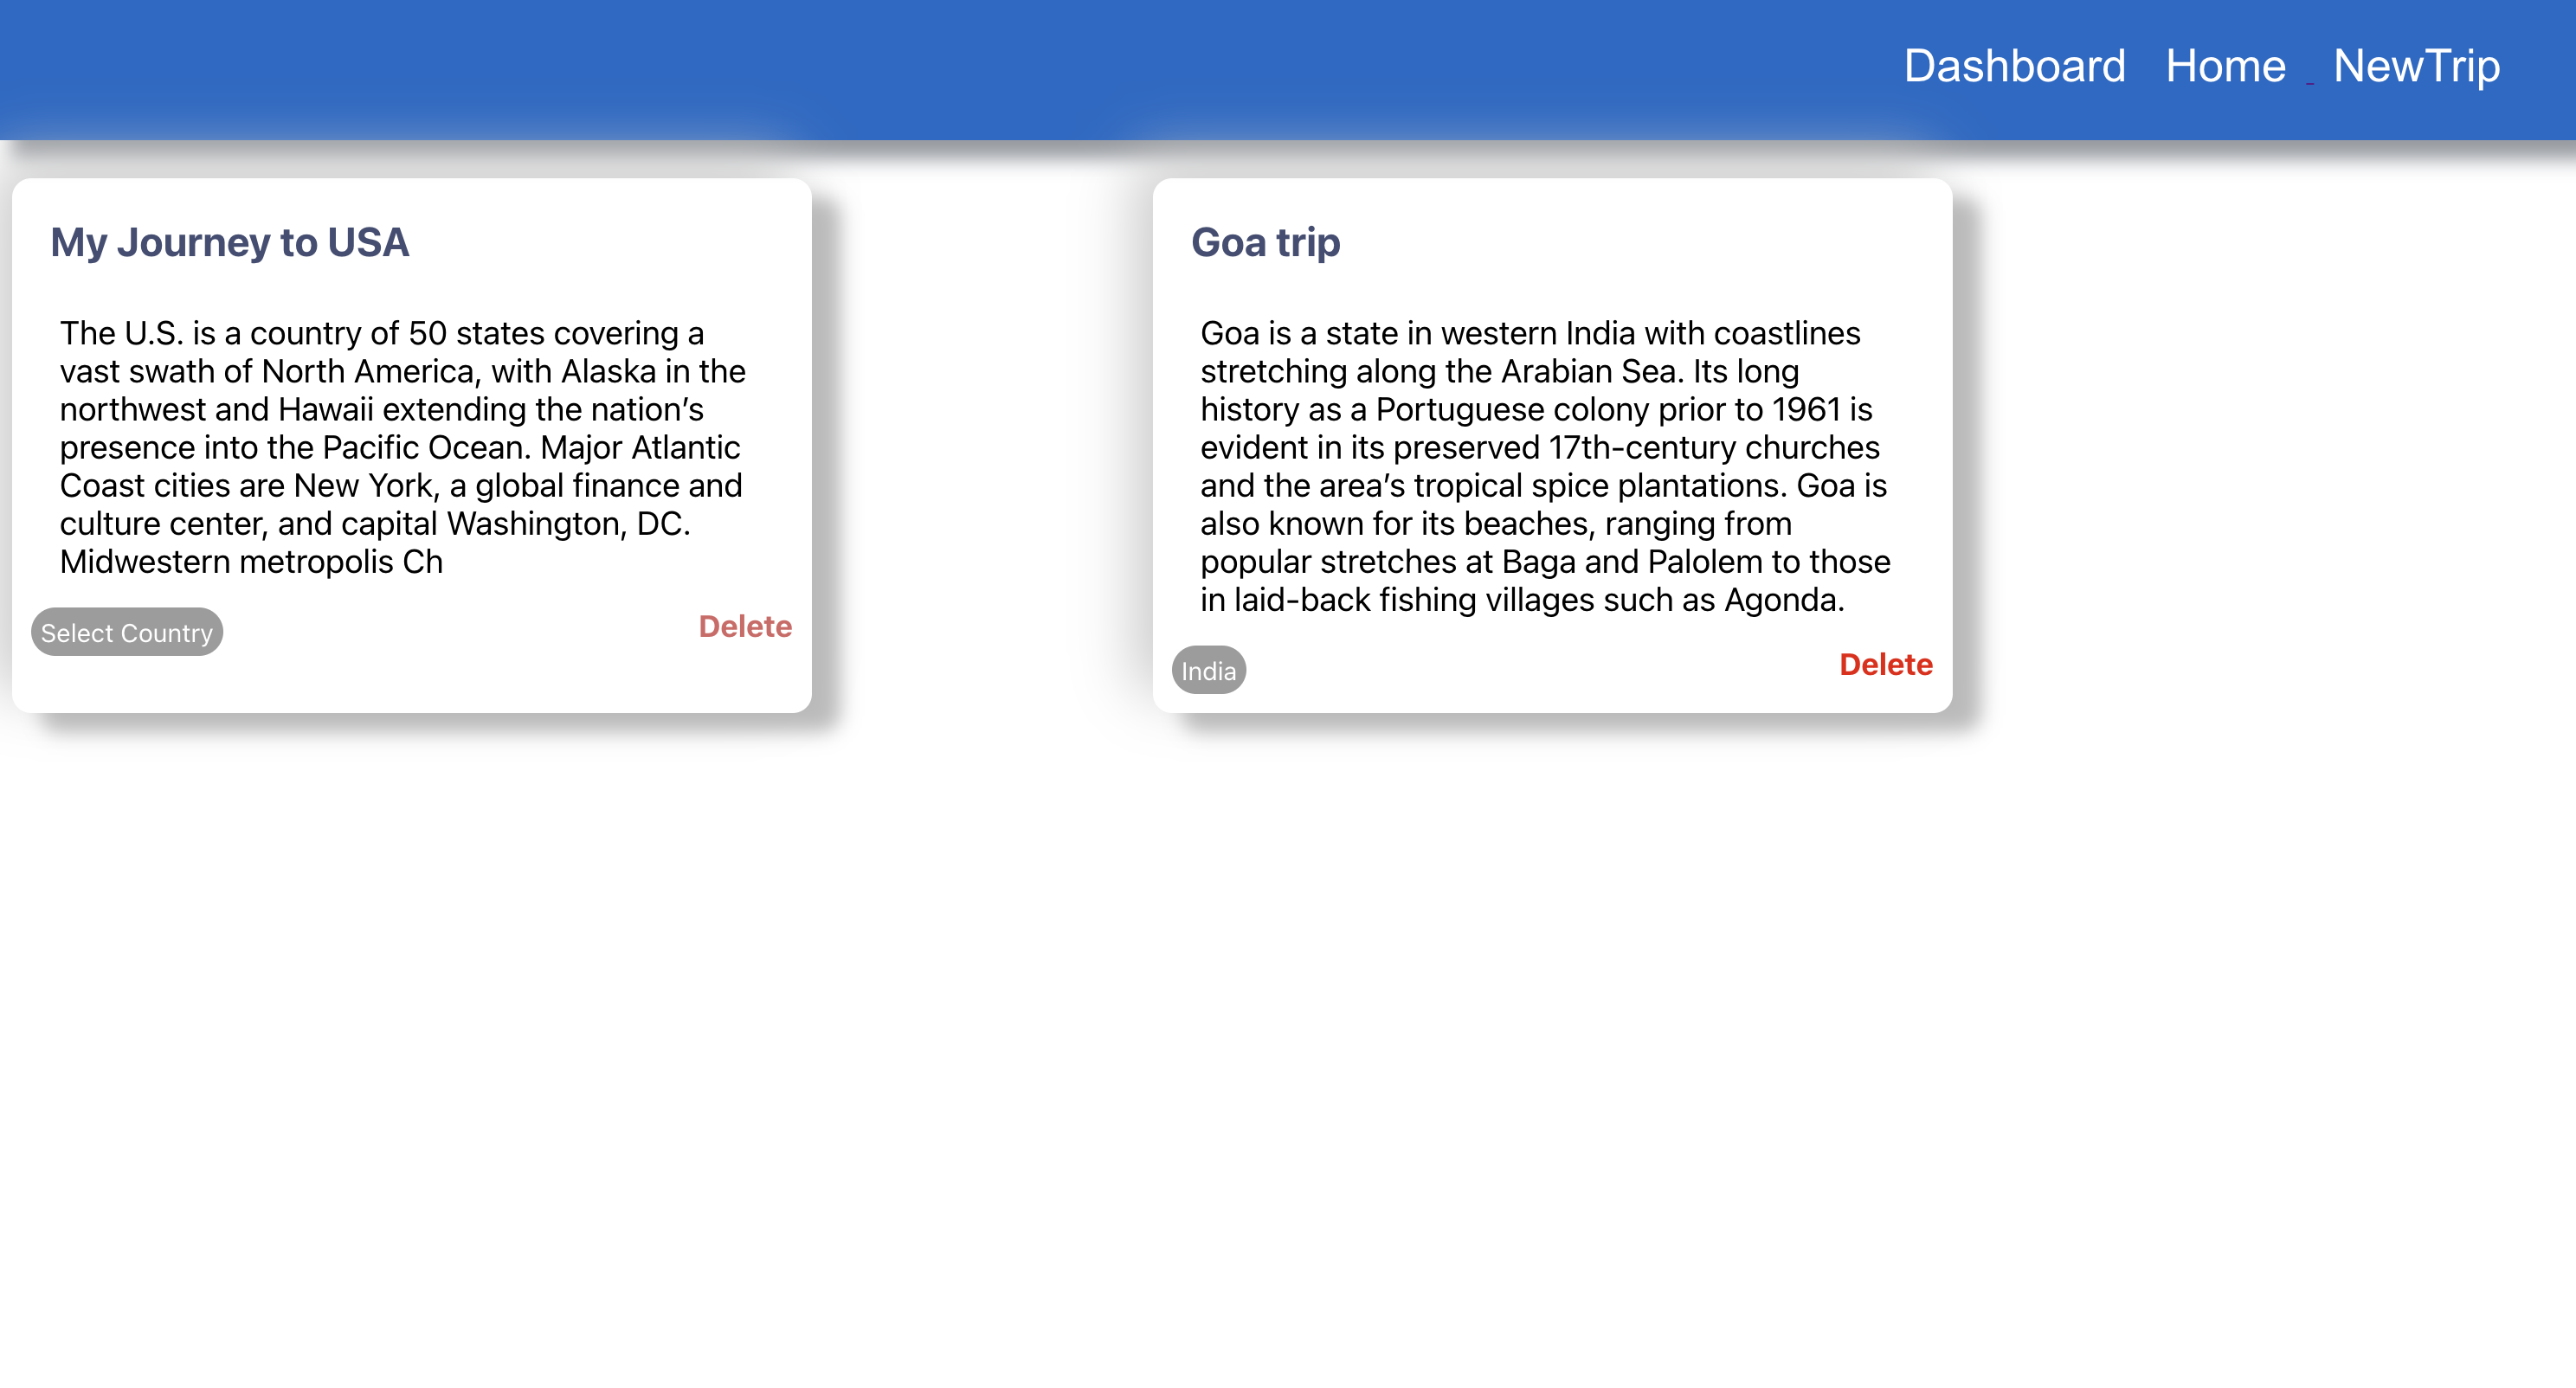 Dashboard Home NewTrip
My Journey to USA
The U.S. is a country of 50 states covering a
vast swath of North America, with Alaska in the
northwest and Hawaii extending the nation’s
presence into the Pacific Ocean. Major Atlantic
Coast cities are New York, a global finance and
culture center, and capital Washington, DC.
Midwestern metropolis Ch
Select Country
Delete
Goa trip
Goa is a state in western India with coastlines
stretching along the Arabian Sea. Its long
history as a Portuguese colony prior to 1961 is
evident in its preserved 17th-century churches
and the area’s tropical spice plantations. Goa is
also known for its beaches, ranging from
popular stretches at Baga and Palolem to those
in laid-back fishing villages such as Agonda.
India
Delete